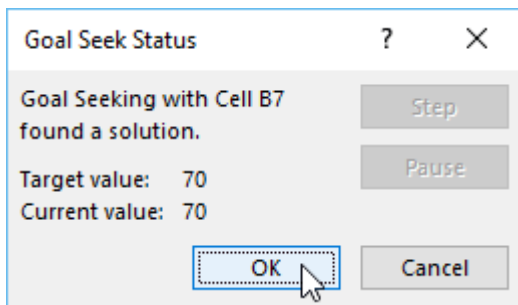 Goal Seek Status
?
Goal Seeking with Cell B7
found a solution.
Step
Pause
Target value: 70
Current value: 70
OK
Cancel